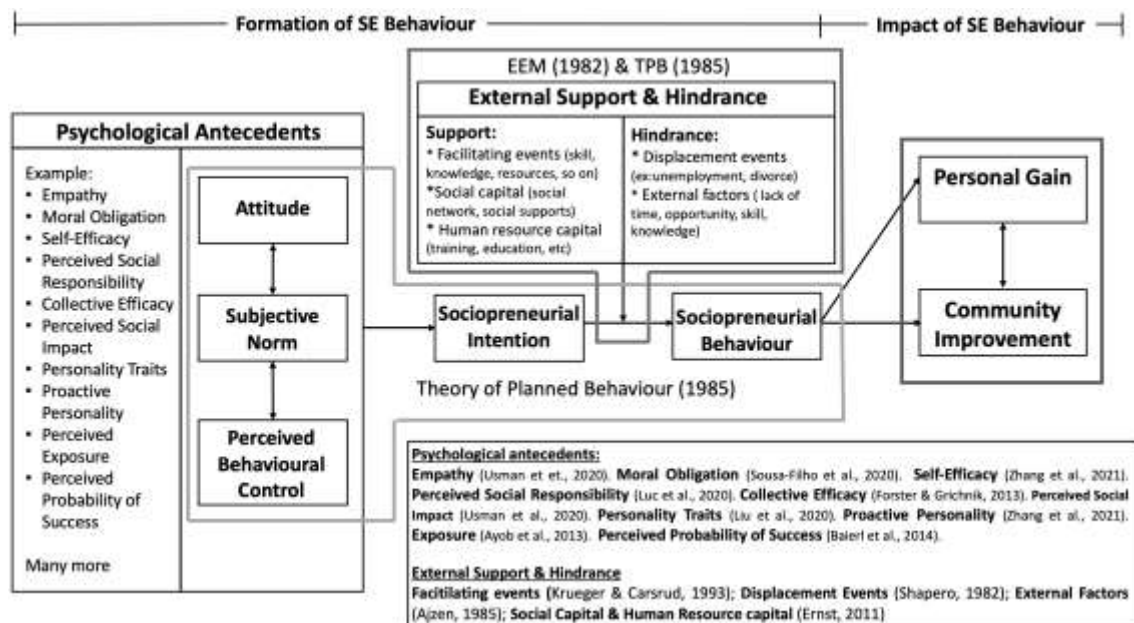 Formation of SE Behaviour
Impact of SE Behaviour
EEM (1982) & TPB (1985)
External Support & Hindrance
Support:
* Facilitating events (skill,
knowledge, resources, so on)
*Social capital (social
network, social supports)
* Human resource capital
(training, education, etc)
Hindrance:
* Displacement events
(ex:unemployment, divorce)
* External factors ( lack of
time, opportunity, skill,
knowledge)
Psychological Antecedents
Example:
• Empathy
• Moral Obligation
• Self-Efficacy
• Perceived Social
Responsibility
• Collective Efficacy
• Perceived Social
Impact
• Personality Traits
• Proactive
Personality
• Perceived
Exposure
• Perceived
Probability of
Success
Many more
Attitude
Subjective
Norm
Perceived
Behavioural
Control
Sociopreneurial
Intention
Sociopreneurial
Behaviour
Theory of Planned Behaviour (1985)
Personal Gain
Community
Improvement
Psychological antecedents:
Empathy (Usman et et., 2020). Moral Obligation (Sousa-Filho et al., 2020). Self-Efficacy (Zhang et al., 2021).
Perceived Social Responsibility (Luc et al., 2020). Collective Efficacy (Forster & Grichnik, 2013). Perceived Social
Impact (Usman et al., 2020). Personality Traits (Liu et al., 2020). Proactive Personality (Zhang et al., 2021).
Exposure (Ayob et al., 2013). Perceived Probability of Success (Baierl et al., 2014).
External Support & Hindrance
Facitilating events (Krueger & Carsrud, 1993); Displacement Events (Shapero, 1982); External Factors
(Ajzen, 1985); Social Capital & Human Resource capital (Ernst, 2011)